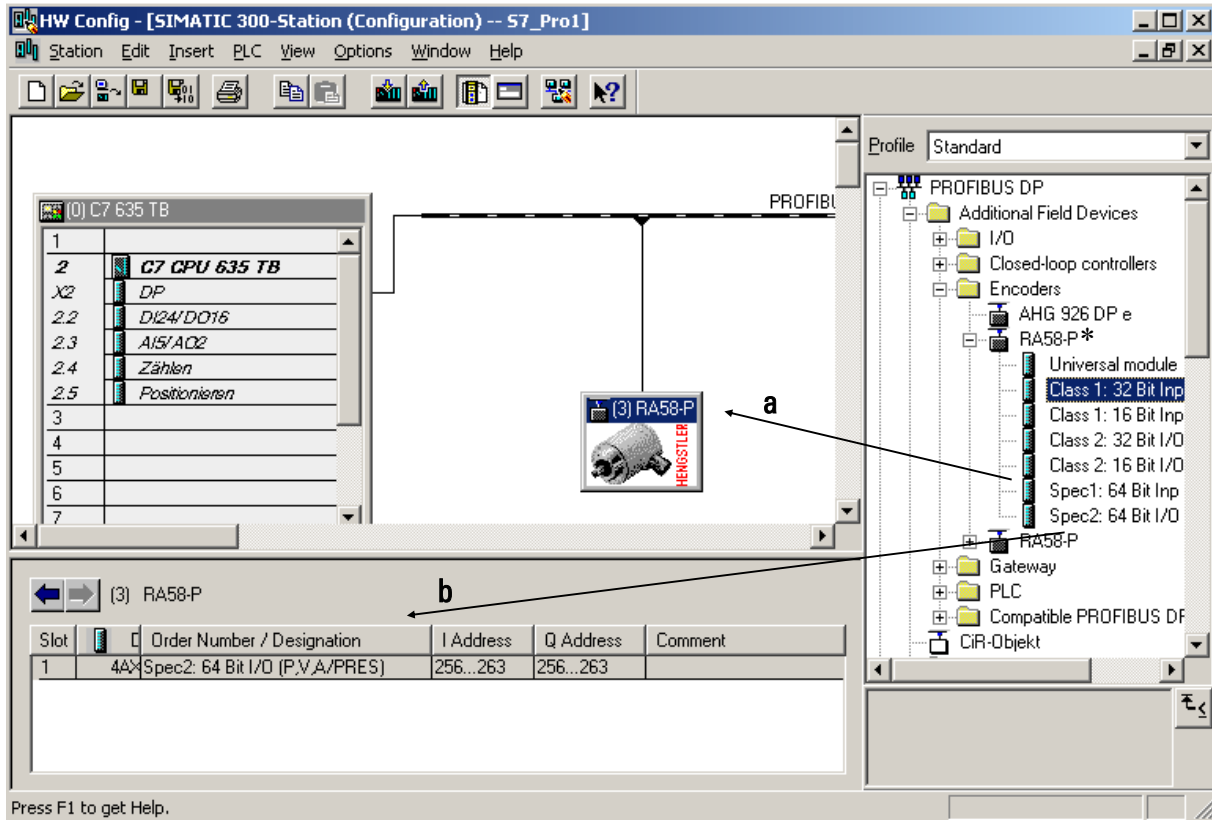 HW Config - [SIMATIC 300-Station (Configuration) -- S7_Pro1]
Station Edit Insert PLC View Options Window Help
(0) C7 635 TB
1
2 C7 CPU 635 TB
X2 DP
2.2 DI24/DO16
2.3 AI5/AO2
2.4 Zählen
2.5 Positionieren
3
4
5
6
7
PROFIBU
(3) RA58-P
HENGSTLER
a
Profile Standard
PROFIBUS DP
Additional Field Devices
I/O
Closed-loop controllers
Encoders
AHG 926 DP e
RA58-P*
Universal module
Class 1: 32 Bit Inp
Class 1: 16 Bit Inp
Class 2: 32 Bit I/O
Class 2: 16 Bit I/O
Spec1: 64 Bit Inp
Spec2: 64 Bit I/O
RA58-P
Gateway
PLC
Compatible PROFIBUS DP
CiR-Objekt
(3) RA58-P
b
Slot D Order Number / Designation I Address Q Address Comment
1 4AX Spec2: 64 Bit I/O (P,V,A/PRES) 256...263 256...263
Press F1 to get Help.